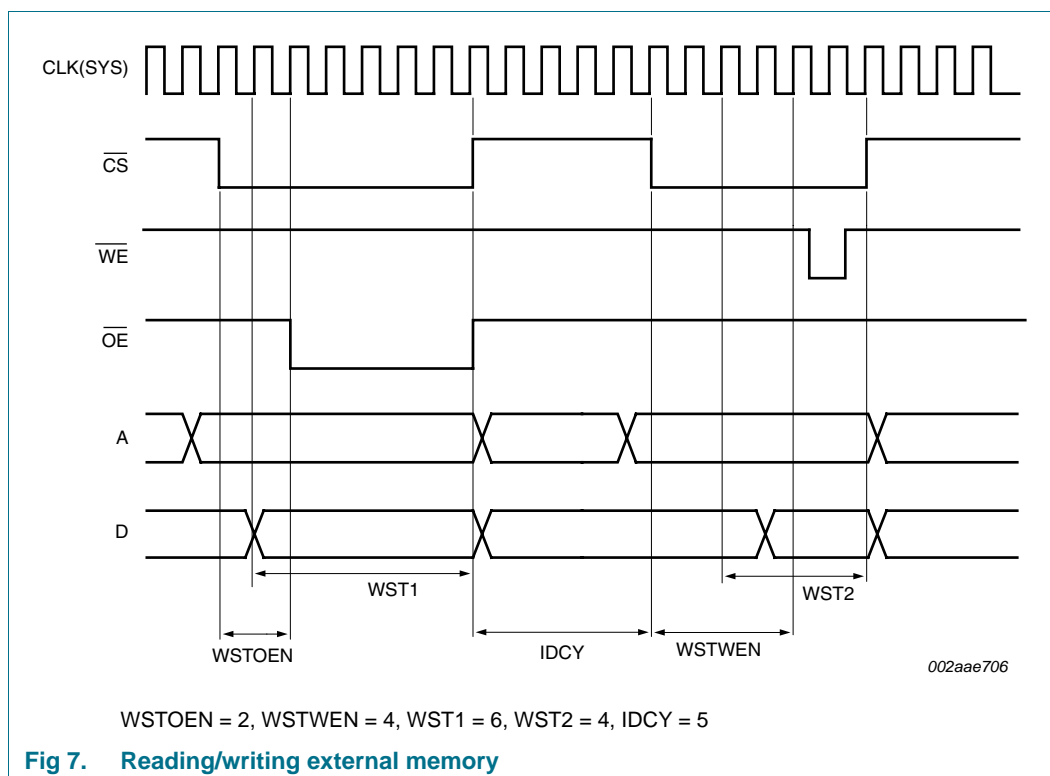 CLK(SYS)
CS
WE
OE
A
D
WST1
WST2
WSTOEN
IDCY
WSTWEN
002aae706
WSTOEN = 2, WSTWEN = 4, WST1 = 6, WST2 = 4, IDCY = 5
Fig 7. Reading/writing external memory